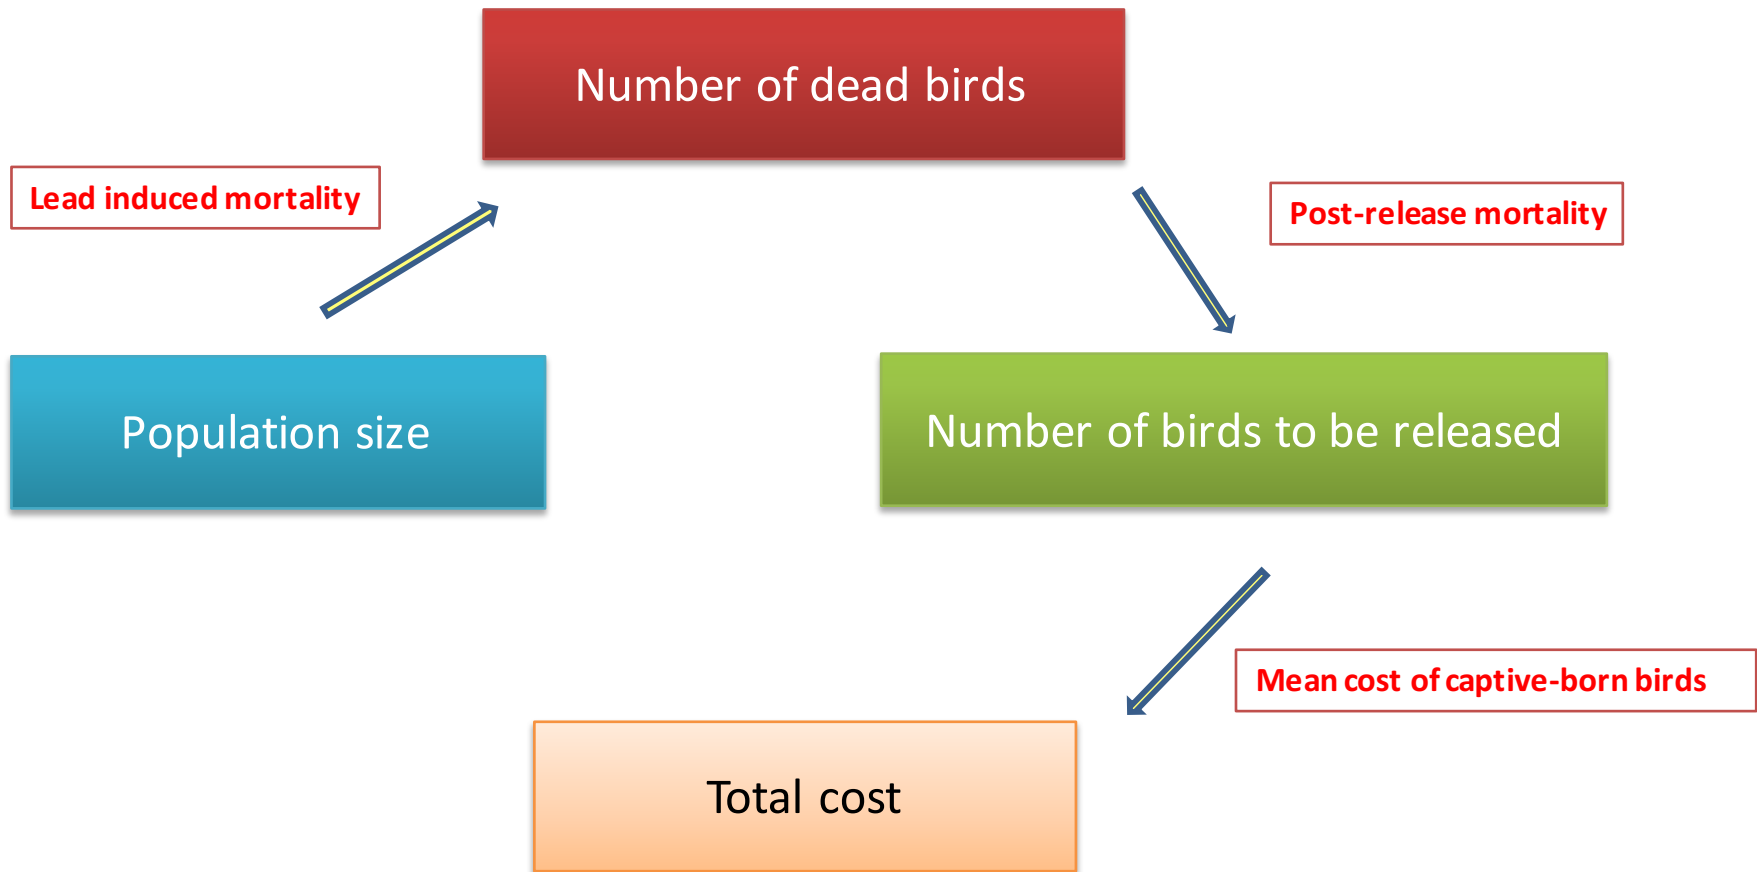 Number of dead birds
Lead induced mortality
Post-release mortality
Population size
Number of birds to be released
Mean cost of captive-born birds
Total cost